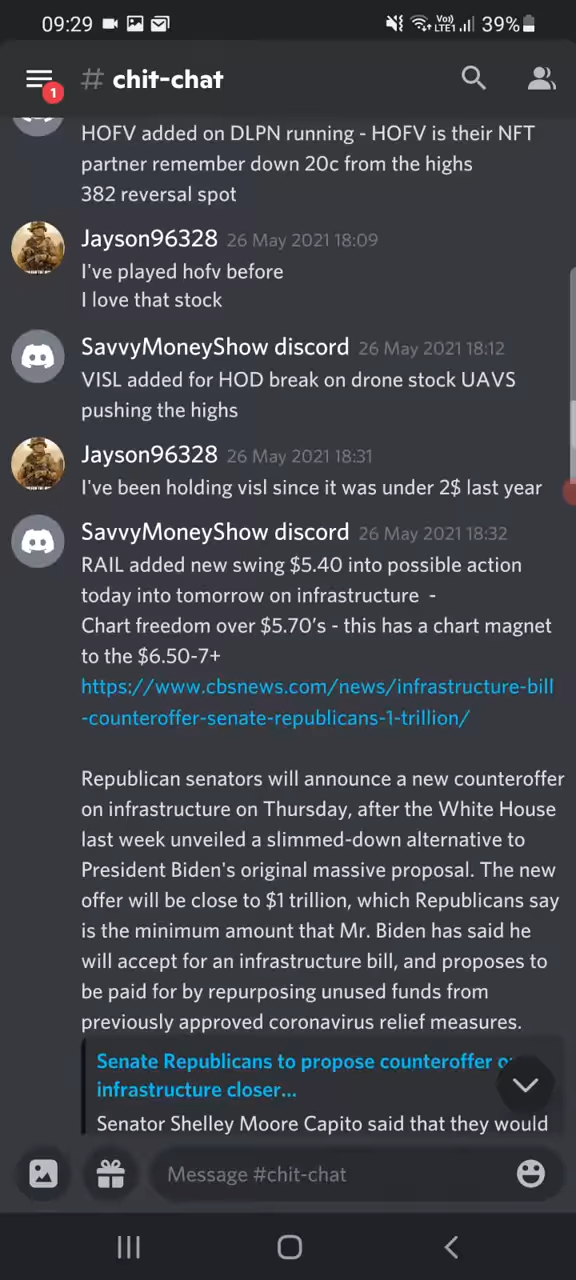 09:29 Vo)) LTE1 39%
1 # chit-chat
HOFV added on DLPN running - HOFV is their NFT
partner remember down 20c from the highs
382 reversal spot
Jayson96328 26 May 2021 18:09
I've played hofv before
I love that stock
SavvyMoneyShow discord 26 May 2021 18:12
VISL added for HOD break on drone stock UAVS
pushing the highs
Jayson96328 26 May 2021 18:31
I've been holding visl since it was under 2$ last year
SavvyMoneyShow discord 26 May 2021 18:32
RAIL added new swing $5.40 into possible action
today into tomorrow on infrastructure -
Chart freedom over $5.70's - this has a chart magnet
to the $6.50-7+
https://www.cbsnews.com/news/infrastructure-bill
-counteroffer-senate-republicans-1-trillion/
Republican senators will announce a new counteroffer
on infrastructure on Thursday, after the White House
last week unveiled a slimmed-down alternative to
President Biden's original massive proposal. The new
offer will be close to $1 trillion, which Republicans say
is the minimum amount that Mr. Biden has said he
will accept for an infrastructure bill, and proposes to
be paid for by repurposing unused funds from
previously approved coronavirus relief measures.
Senate Republicans to propose counteroffer
infrastructure closer...
Senator Shelley Moore Capito said that they would
Message #chit-chat